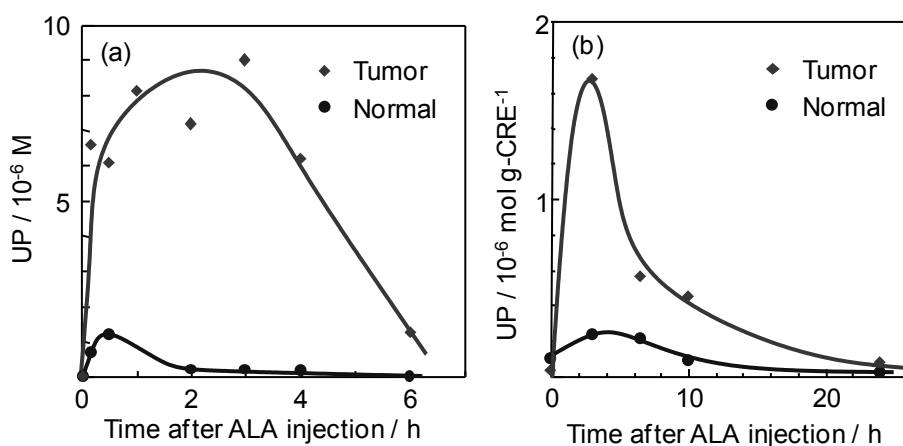 10
(a)
Tumor
Normal
5
0
0 2 4 6
UP / 10⁻⁶ M
Time after ALA injection / h
2
(b)
Tumor
Normal
1
0
0 10 20
UP / 10⁻⁶ mol g-CRE⁻¹
Time after ALA injection / h